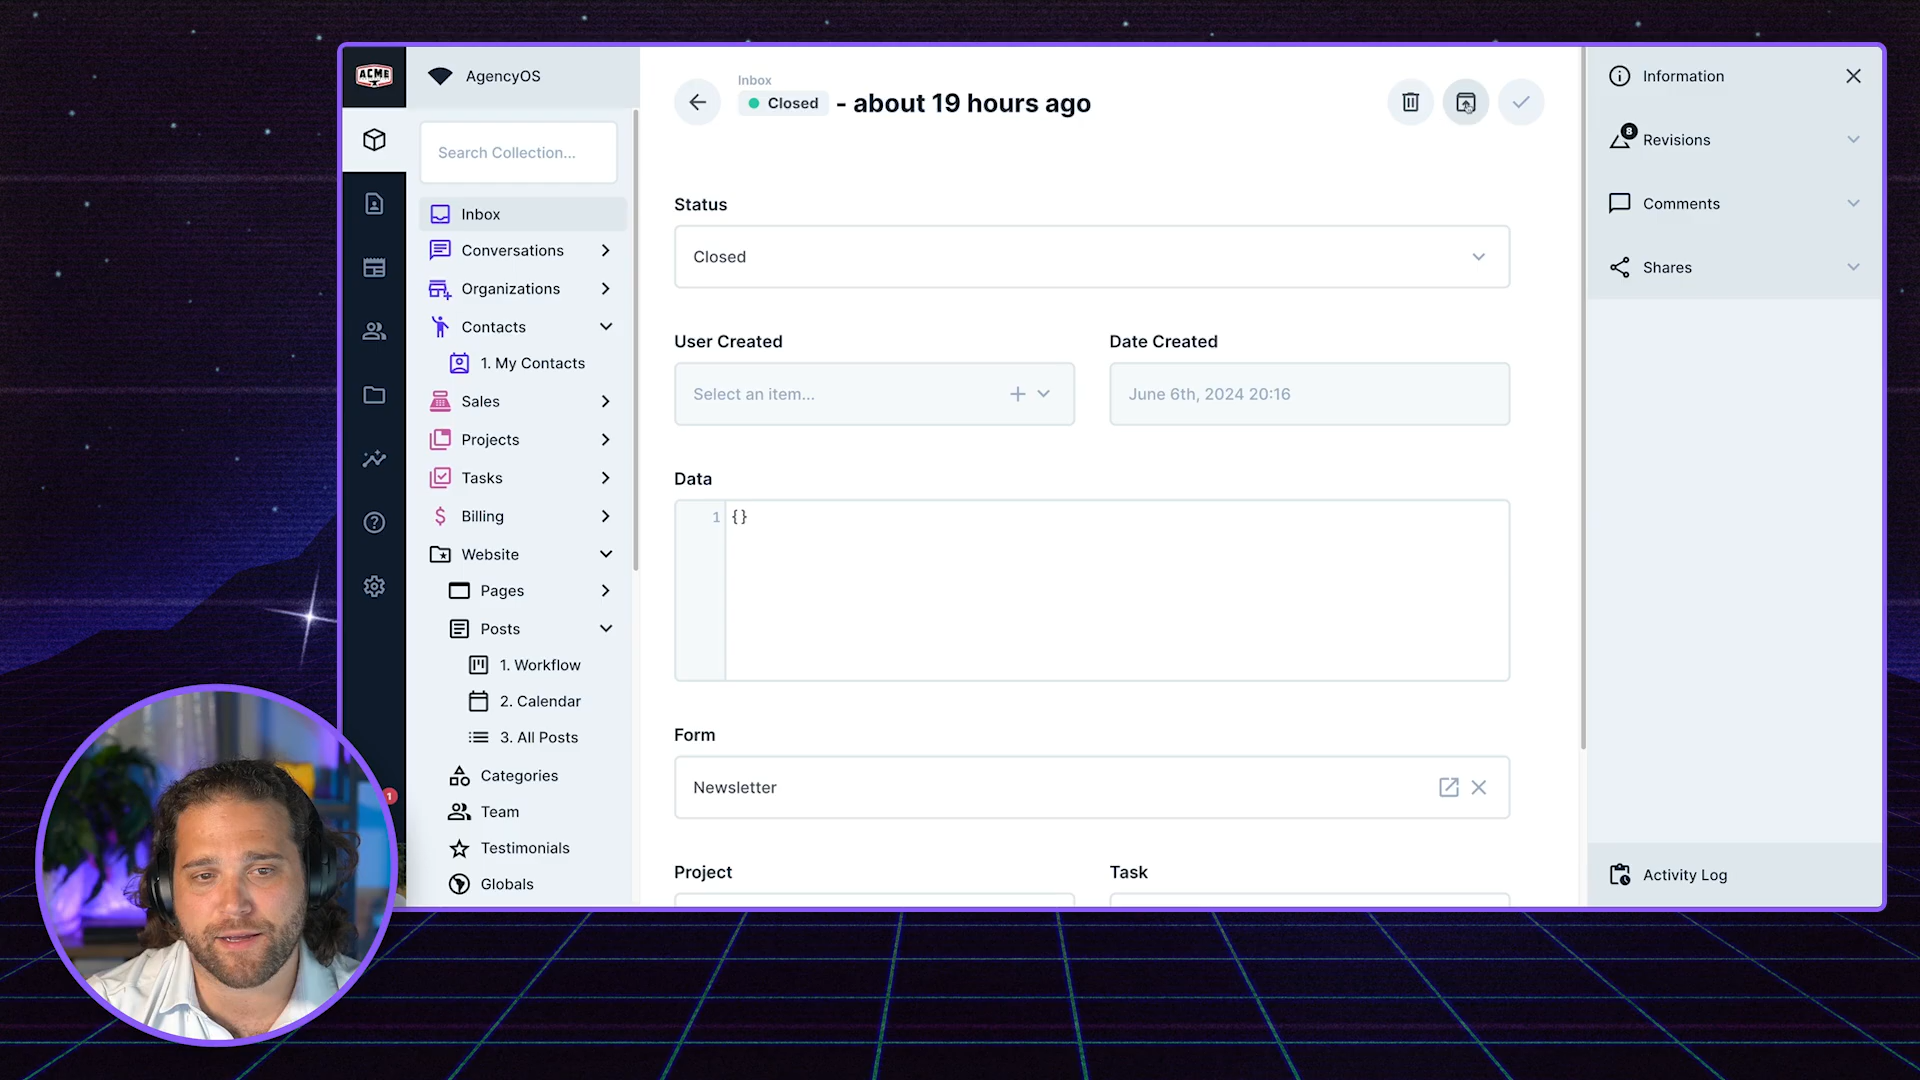 ACME
AgencyOS
Search Collection...
Inbox
Conversations
Organizations
Contacts
1. My Contacts
Sales
Projects
Tasks
Billing
Website
Pages
Posts
1. Workflow
2. Calendar
3. All Posts
Categories
Team
Testimonials
Globals
1
Inbox
Closed - about 19 hours ago
Status
Closed
User Created
Select an item...
Date Created
June 6th, 2024 20:16
Data
1 {}
Form
Newsletter
Project
Task
Information
8
Revisions
Comments
Shares
Activity Log